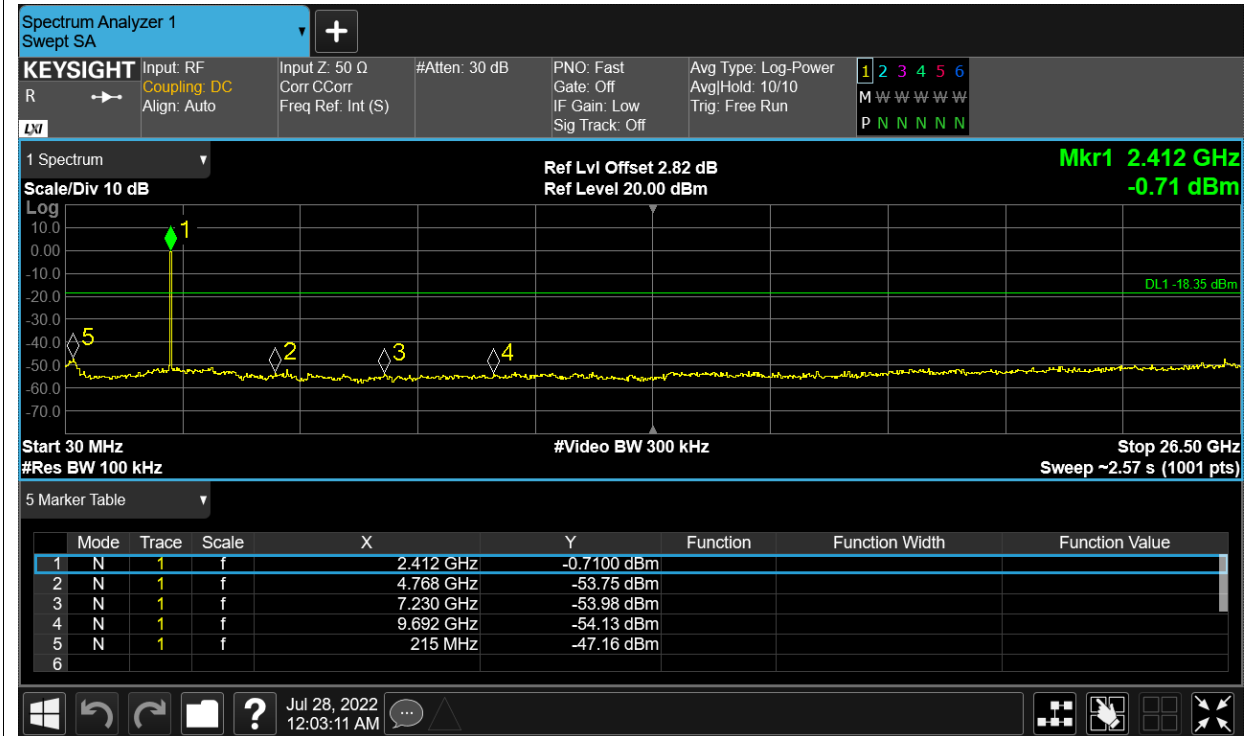 Spectrum Analyzer 1
Swept SA
KEYSIGHT
R
LXI
Input: RF
Coupling: DC
Align: Auto
Input Z: 50 Ω
Corr CCorr
Freq Ref: Int (S)
#Atten: 30 dB
PNO: Fast
Gate: Off
IF Gain: Low
Sig Track: Off
Avg Type: Log-Power
Avg|Hold: 10/10
Trig: Free Run
1 2 3 4 5 6
M W W W W W
P N N N N N
1 Spectrum
Scale/Div 10 dB
Ref Lvl Offset 2.82 dB
Ref Level 20.00 dBm
Mkr1 2.412 GHz
-0.71 dBm
Log
10.0
0.00
-10.0
-20.0
-30.0
-40.0
-50.0
-60.0
-70.0
1
DL1 -18.35 dBm
5
2
3
4
Start 30 MHz
#Res BW 100 kHz
#Video BW 300 kHz
Stop 26.50 GHz
Sweep ~2.57 s (1001 pts)
5 Marker Table
Mode Trace Scale X Y Function Function Width Function Value
1 N 1 f 2.412 GHz -0.7100 dBm
2 N 1 f 4.768 GHz -53.75 dBm
3 N 1 f 7.230 GHz -53.98 dBm
4 N 1 f 9.692 GHz -54.13 dBm
5 N 1 f 215 MHz -47.16 dBm
6
?
Jul 28, 2022
12:03:11 AM